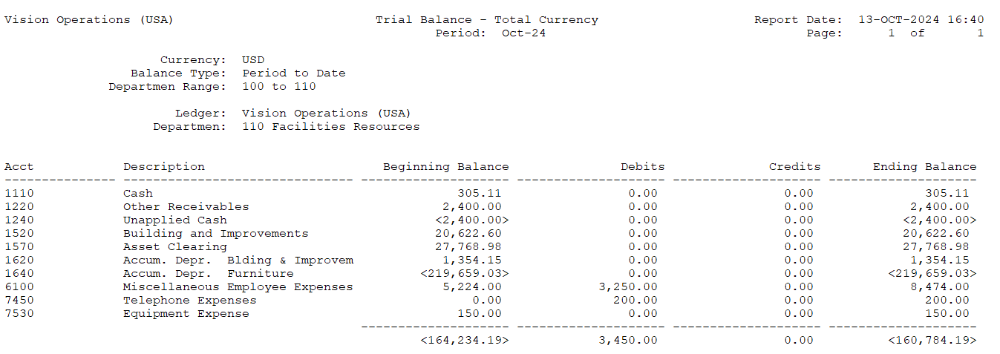 Vision Operations (USA) Trial Balance - Total Currency Report Date: 13-OCT-2024 16:40
Period: Oct-24 Page: 1 of 1
Currency: USD
Balance Type: Period to Date
Departmen Range: 100 to 110
Ledger: Vision Operations (USA)
Departmen: 110 Facilities Resources
Acct Description Beginning Balance Debits Credits Ending Balance
--------------- ------------------------------- -------------------- -------------------- -------------------- --------------------
1110 Cash 305.11 0.00 0.00 305.11
1220 Other Receivables 2,400.00 0.00 0.00 2,400.00
1240 Unapplied Cash <2,400.00> 0.00 0.00 <2,400.00>
1520 Building and Improvements 20,622.60 0.00 0.00 20,622.60
1570 Asset Clearing 27,768.98 0.00 0.00 27,768.98
1620 Accum. Depr. Blding & Improvem 1,354.15 0.00 0.00 1,354.15
1640 Accum. Depr. Furniture <219,659.03> 0.00 0.00 <219,659.03>
6100 Miscellaneous Employee Expenses 5,224.00 3,250.00 0.00 8,474.00
7450 Telephone Expenses 0.00 200.00 0.00 200.00
7530 Equipment Expense 150.00 0.00 0.00 150.00
-------------------- -------------------- -------------------- --------------------
<164,234.19> 3,450.00 0.00 <160,784.19>